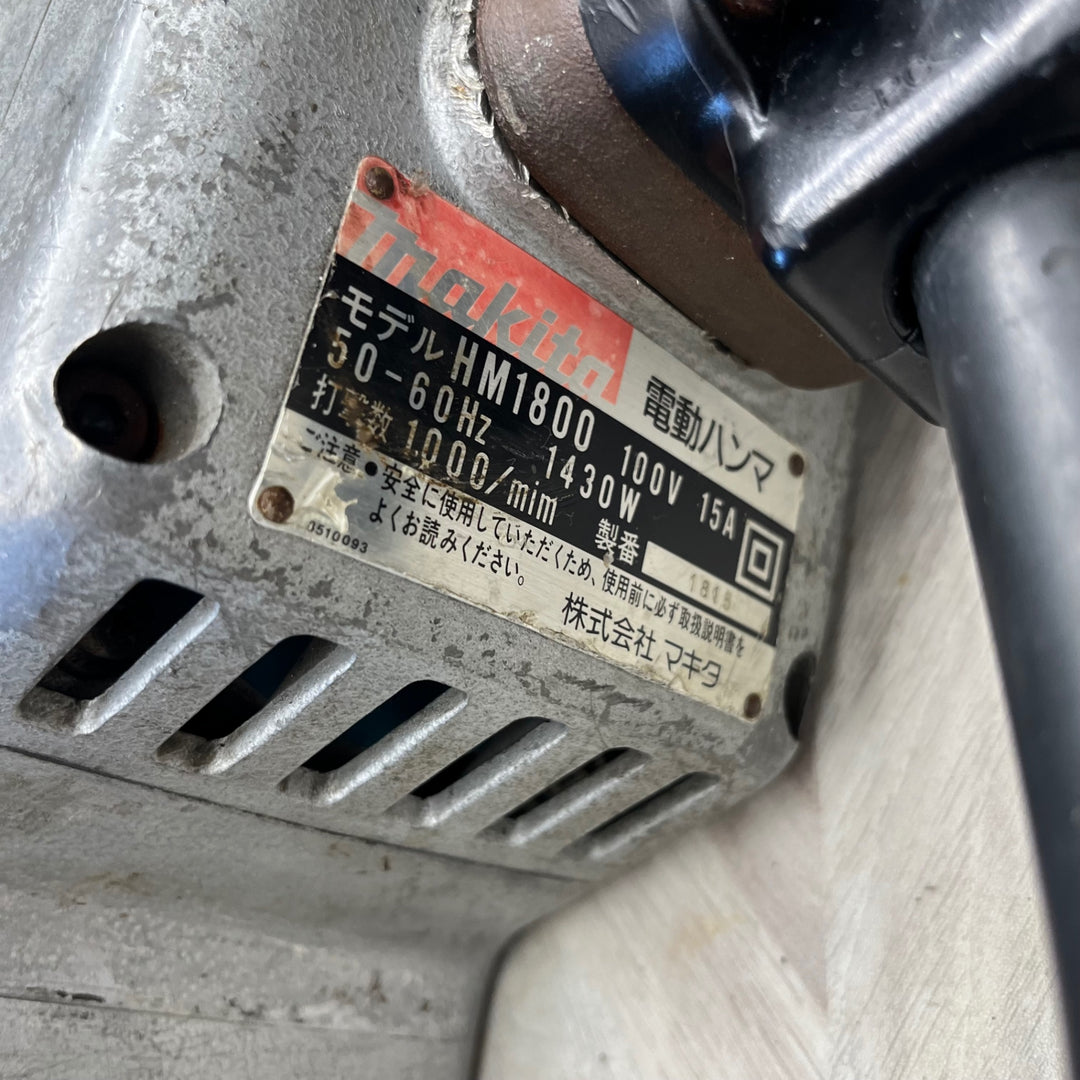 makita 電動ハンマ
モデル HM1800 100V 15A
50-60Hz 1430W
打撃数 1000/mim 製番 1815
ご注意●安全に使用していただくため、使用前に必ず取扱説明書を
よくお読みください。
0510093 株式会社 マキタ